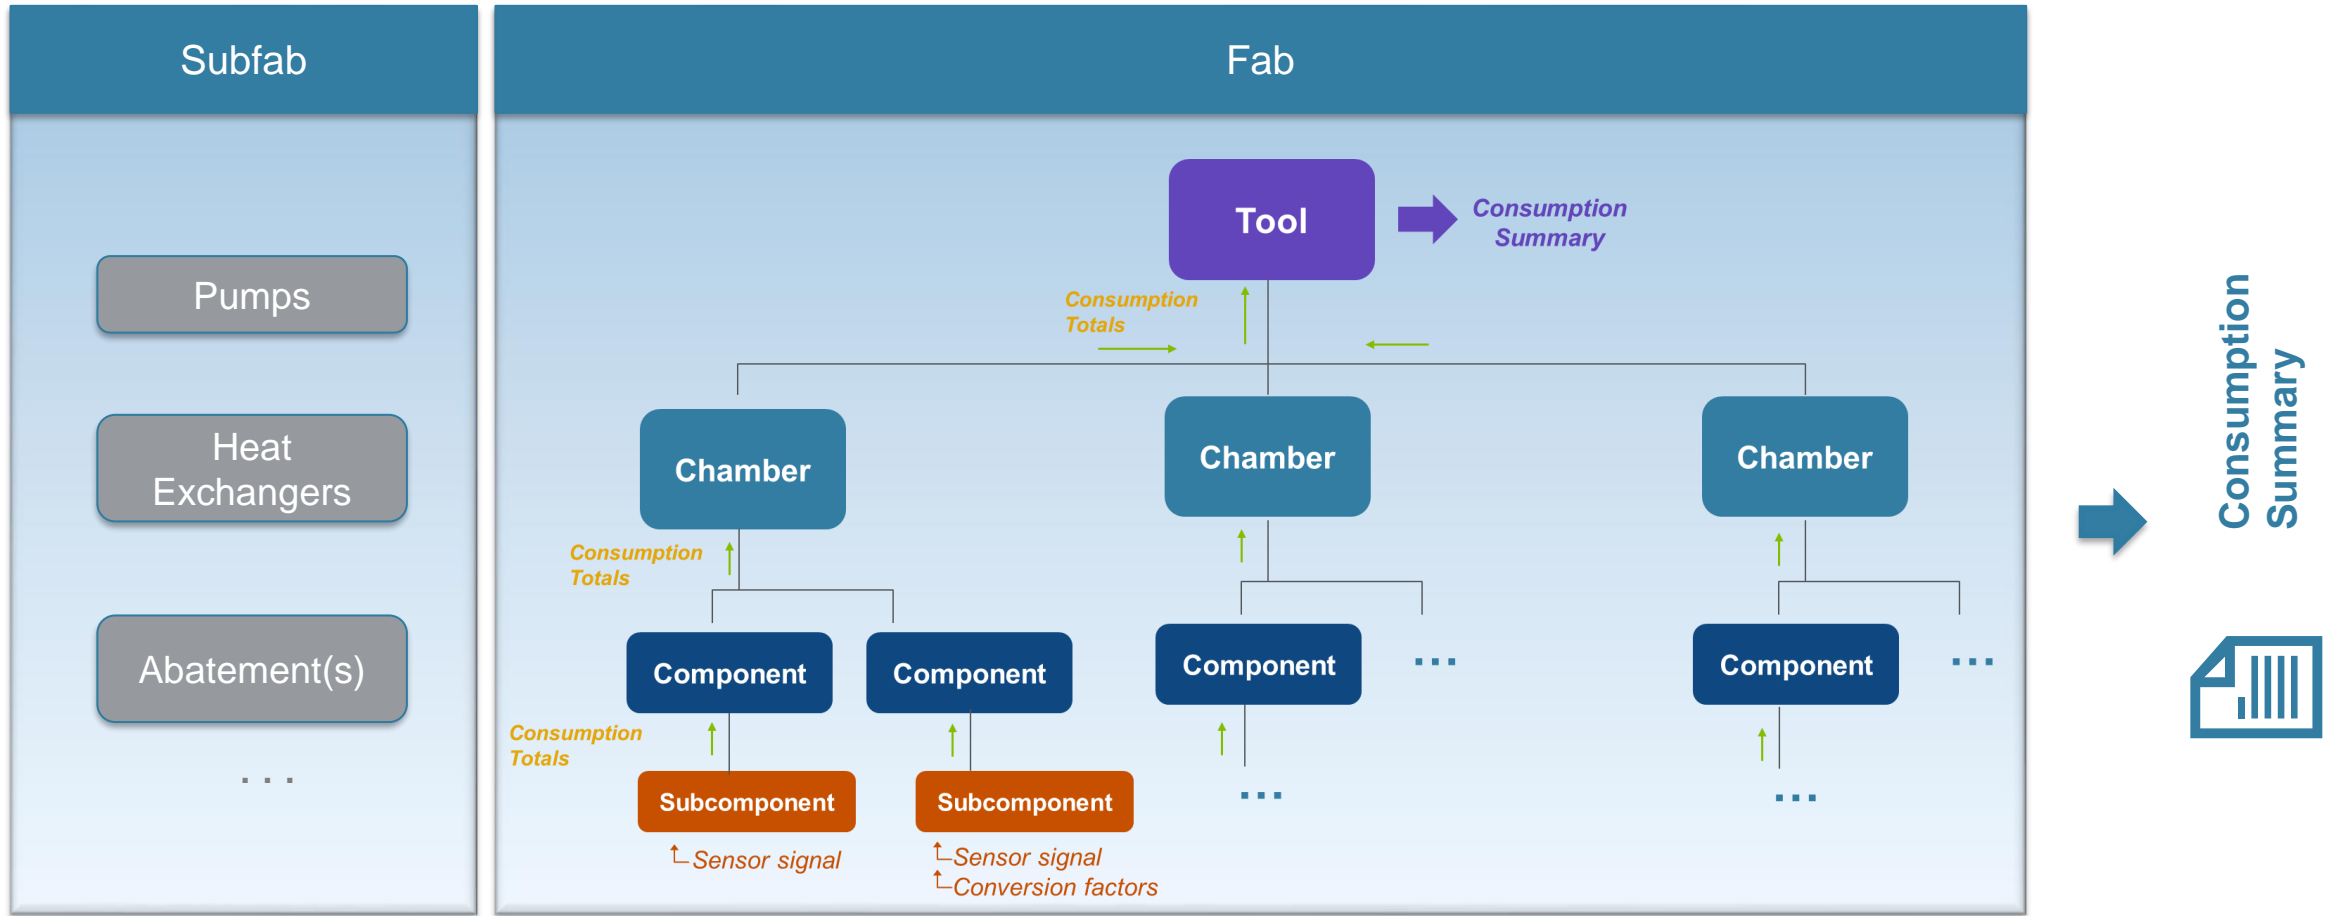 Subfab
Fab
Pumps
Heat
Exchangers
Abatement(s)
. . .
Tool
Consumption
Summary
Consumption
Totals
Chamber
Chamber
Chamber
Consumption
Totals
Component
Component
Component
...
Component
...
Consumption
Totals
Subcomponent
Subcomponent
...
...
Sensor signal
Sensor signal
Conversion factors
Consumption
Summary